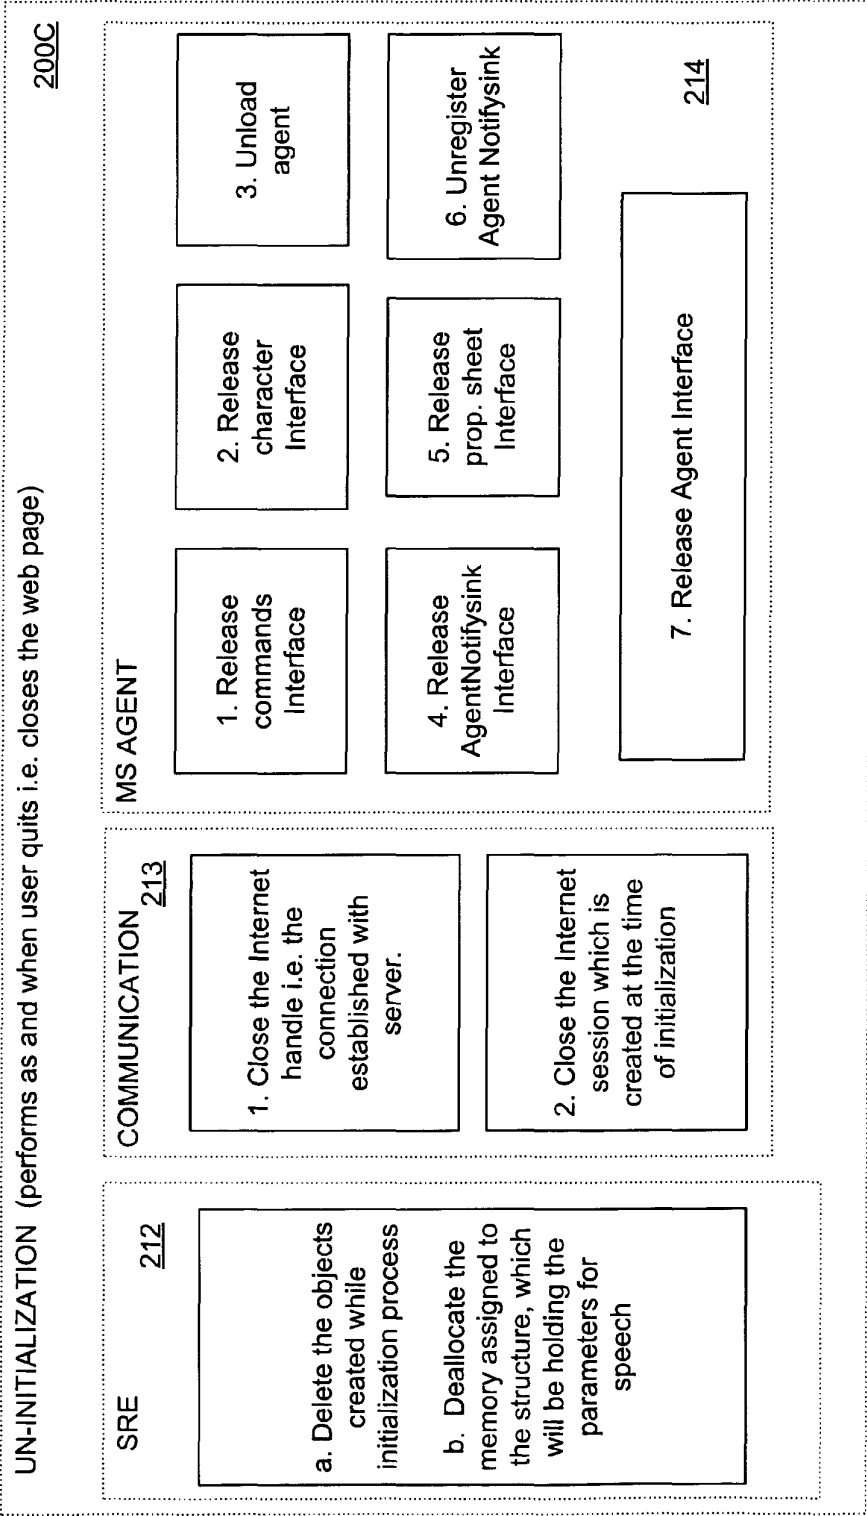 UN-INITIALIZATION (performs as and when user quits i.e. closes the web page)
200C
SRE
212
a. Delete the objects
created while
initialization process
b. Deallocate the
memory assigned to
the structure, which
will be holding the
parameters for
speech
COMMUNICATION
213
1. Close the Internet
handle i.e. the
connection
established with
server.
2. Close the Internet
session which is
created at the time
of initialization
MS AGENT
1. Release
commands
Interface
2. Release
character
Interface
3. Unload
agent
4. Release
AgentNotifysink
Interface
5. Release
prop. sheet
Interface
6. Unregister
Agent Notifysink
7. Release Agent Interface
214